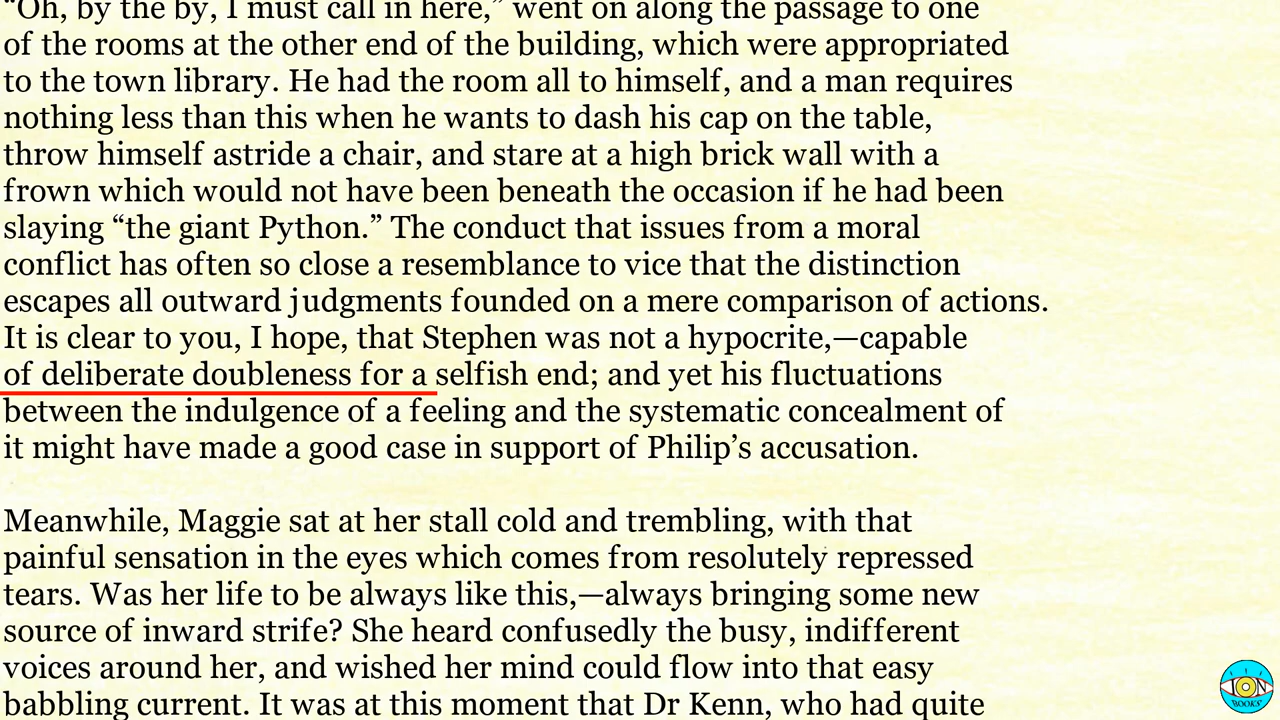 “Oh, by the by, I must call in here,” went on along the passage to one
of the rooms at the other end of the building, which were appropriated
to the town library. He had the room all to himself, and a man requires
nothing less than this when he wants to dash his cap on the table,
throw himself astride a chair, and stare at a high brick wall with a
frown which would not have been beneath the occasion if he had been
slaying “the giant Python.” The conduct that issues from a moral
conflict has often so close a resemblance to vice that the distinction
escapes all outward judgments founded on a mere comparison of actions.
It is clear to you, I hope, that Stephen was not a hypocrite,—capable
of deliberate doubleness for a selfish end; and yet his fluctuations
between the indulgence of a feeling and the systematic concealment of
it might have made a good case in support of Philip’s accusation.
Meanwhile, Maggie sat at her stall cold and trembling, with that
painful sensation in the eyes which comes from resolutely repressed
tears. Was her life to be always like this,—always bringing some new
source of inward strife? She heard confusedly the busy, indifferent
voices around her, and wished her mind could flow into that easy
babbling current. It was at this moment that Dr Kenn, who had quite
ION
BOOKS